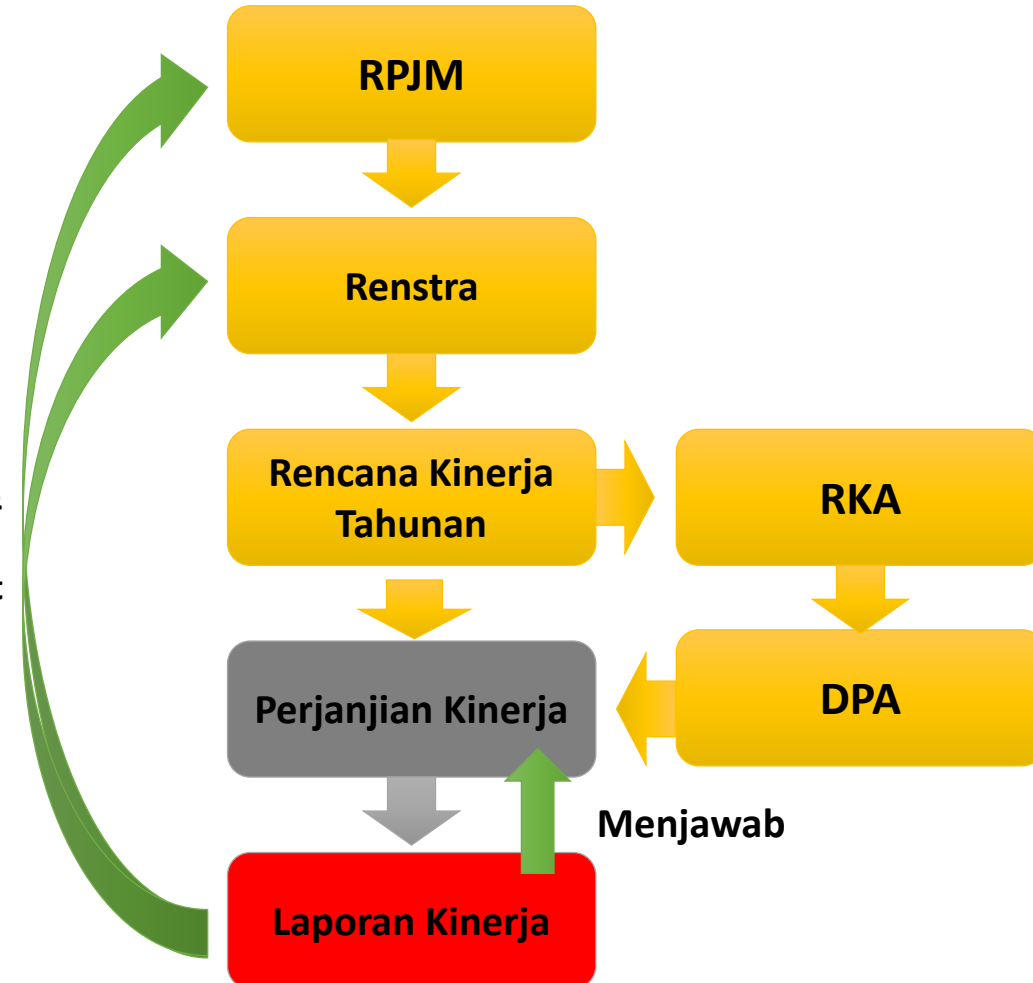 RPJM
Renstra
Rencana Kinerja
Tahunan
RKA
Perjanjian Kinerja
DPA
Menjawab
Laporan Kinerja